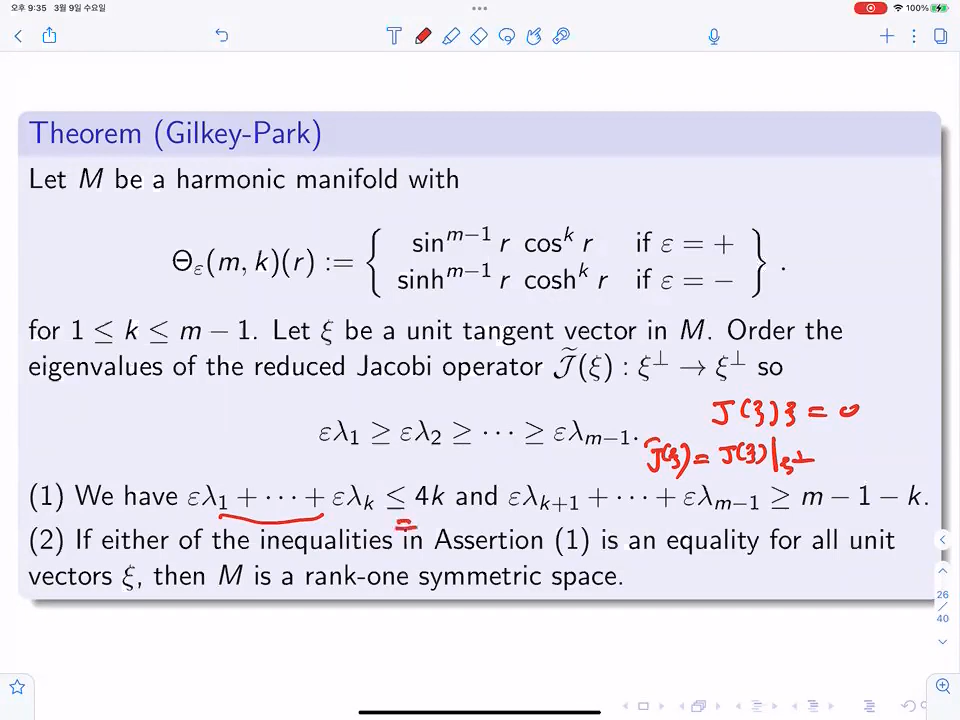 오후 9:35 3월 9일 수요일
100%
Theorem (Gilkey-Park)
Let M be a harmonic manifold with
Θ_ε(m, k)(r) := { sin^{m−1} r cos^k r if ε = +
sinh^{m−1} r cosh^k r if ε = − } .
for 1 ≤ k ≤ m − 1. Let ξ be a unit tangent vector in M. Order the
eigenvalues of the reduced Jacobi operator 𝒥̃(ξ) : ξ^⊥ → ξ^⊥ so
J(ξ)ξ = 0
ελ_1 ≥ ελ_2 ≥ ⋯ ≥ ελ_{m−1}.
J̃(ξ) = J(ξ)|_{ξ^⊥}
(1) We have ελ_1 + ⋯ + ελ_k ≤ 4k and ελ_{k+1} + ⋯ + ελ_{m−1} ≥ m − 1 − k.
=
(2) If either of the inequalities in Assertion (1) is an equality for all unit
vectors ξ, then M is a rank-one symmetric space.
26
/
40